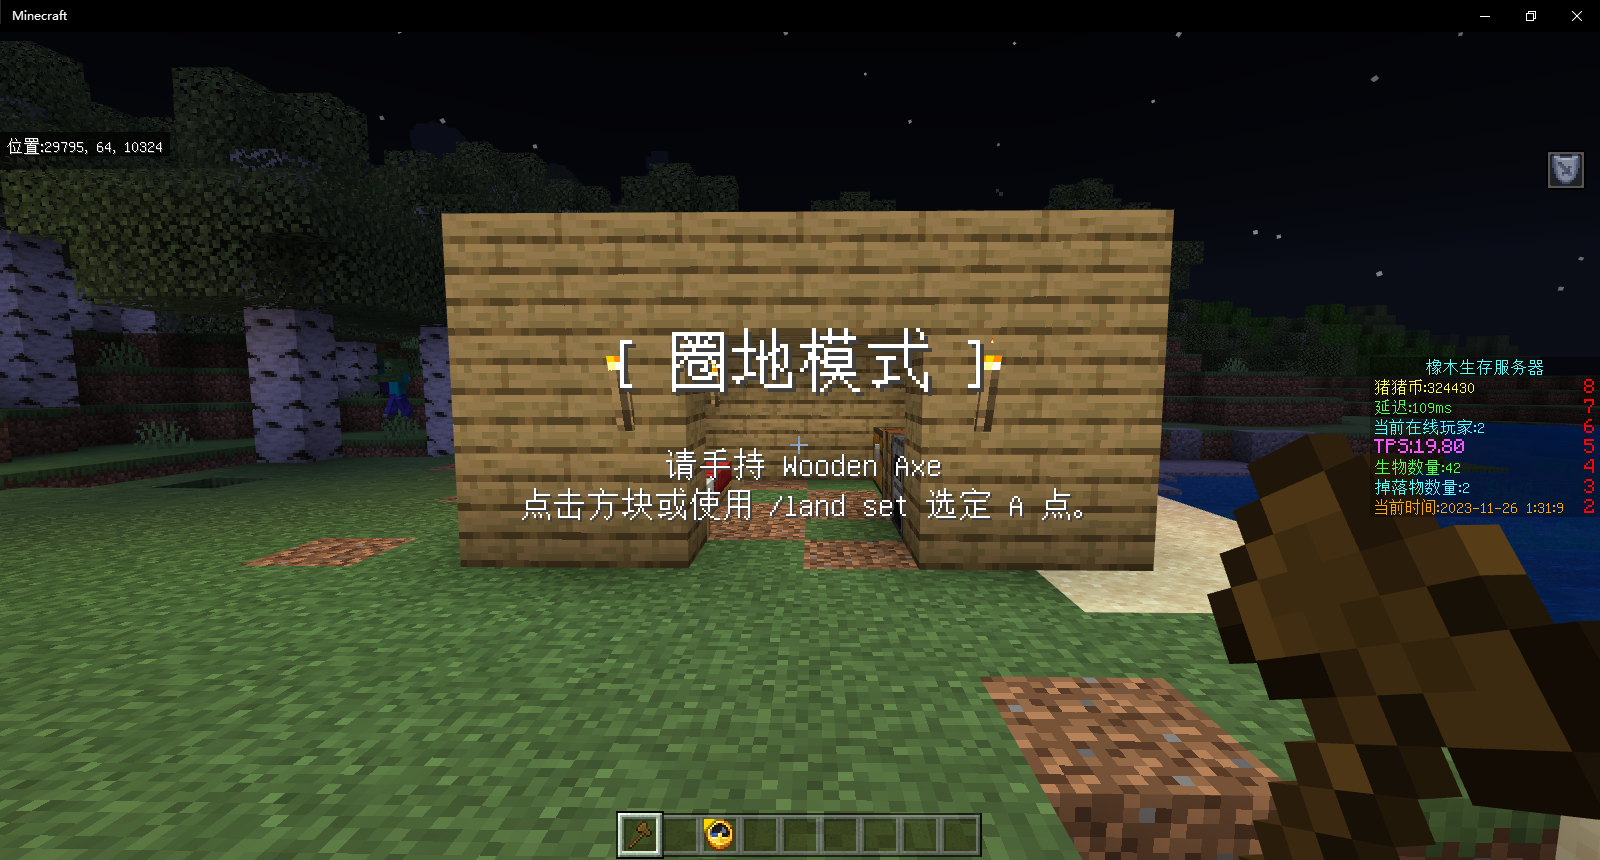 Minecraft
位置:29795, 64, 10324
[ 圈地模式 ]
请手持 Wooden Axe
点击方块或使用 /land set 选定 A 点。
橡木生存服务器
猪猪币:324430 8
延迟:109ms 7
当前在线玩家:2 6
TPS:19.80 5
生物数量:42 4
掉落物数量:2 3
当前时间:2023-11-26 1:31:9 2